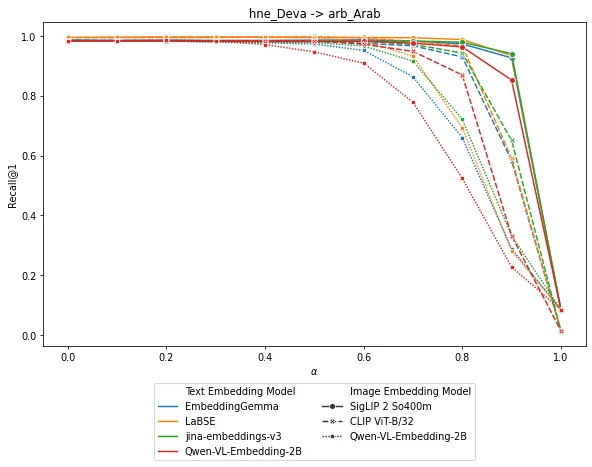 hne_Deva -> arb_Arab
Recall@1
1.0
0.8
0.6
0.4
0.2
0.0
0.0 0.2 0.4 0.6 0.8 1.0
α
Text Embedding Model Image Embedding Model
EmbeddingGemma SigLIP 2 So400m
LaBSE CLIP ViT-B/32
jina-embeddings-v3 Qwen-VL-Embedding-2B
Qwen-VL-Embedding-2B